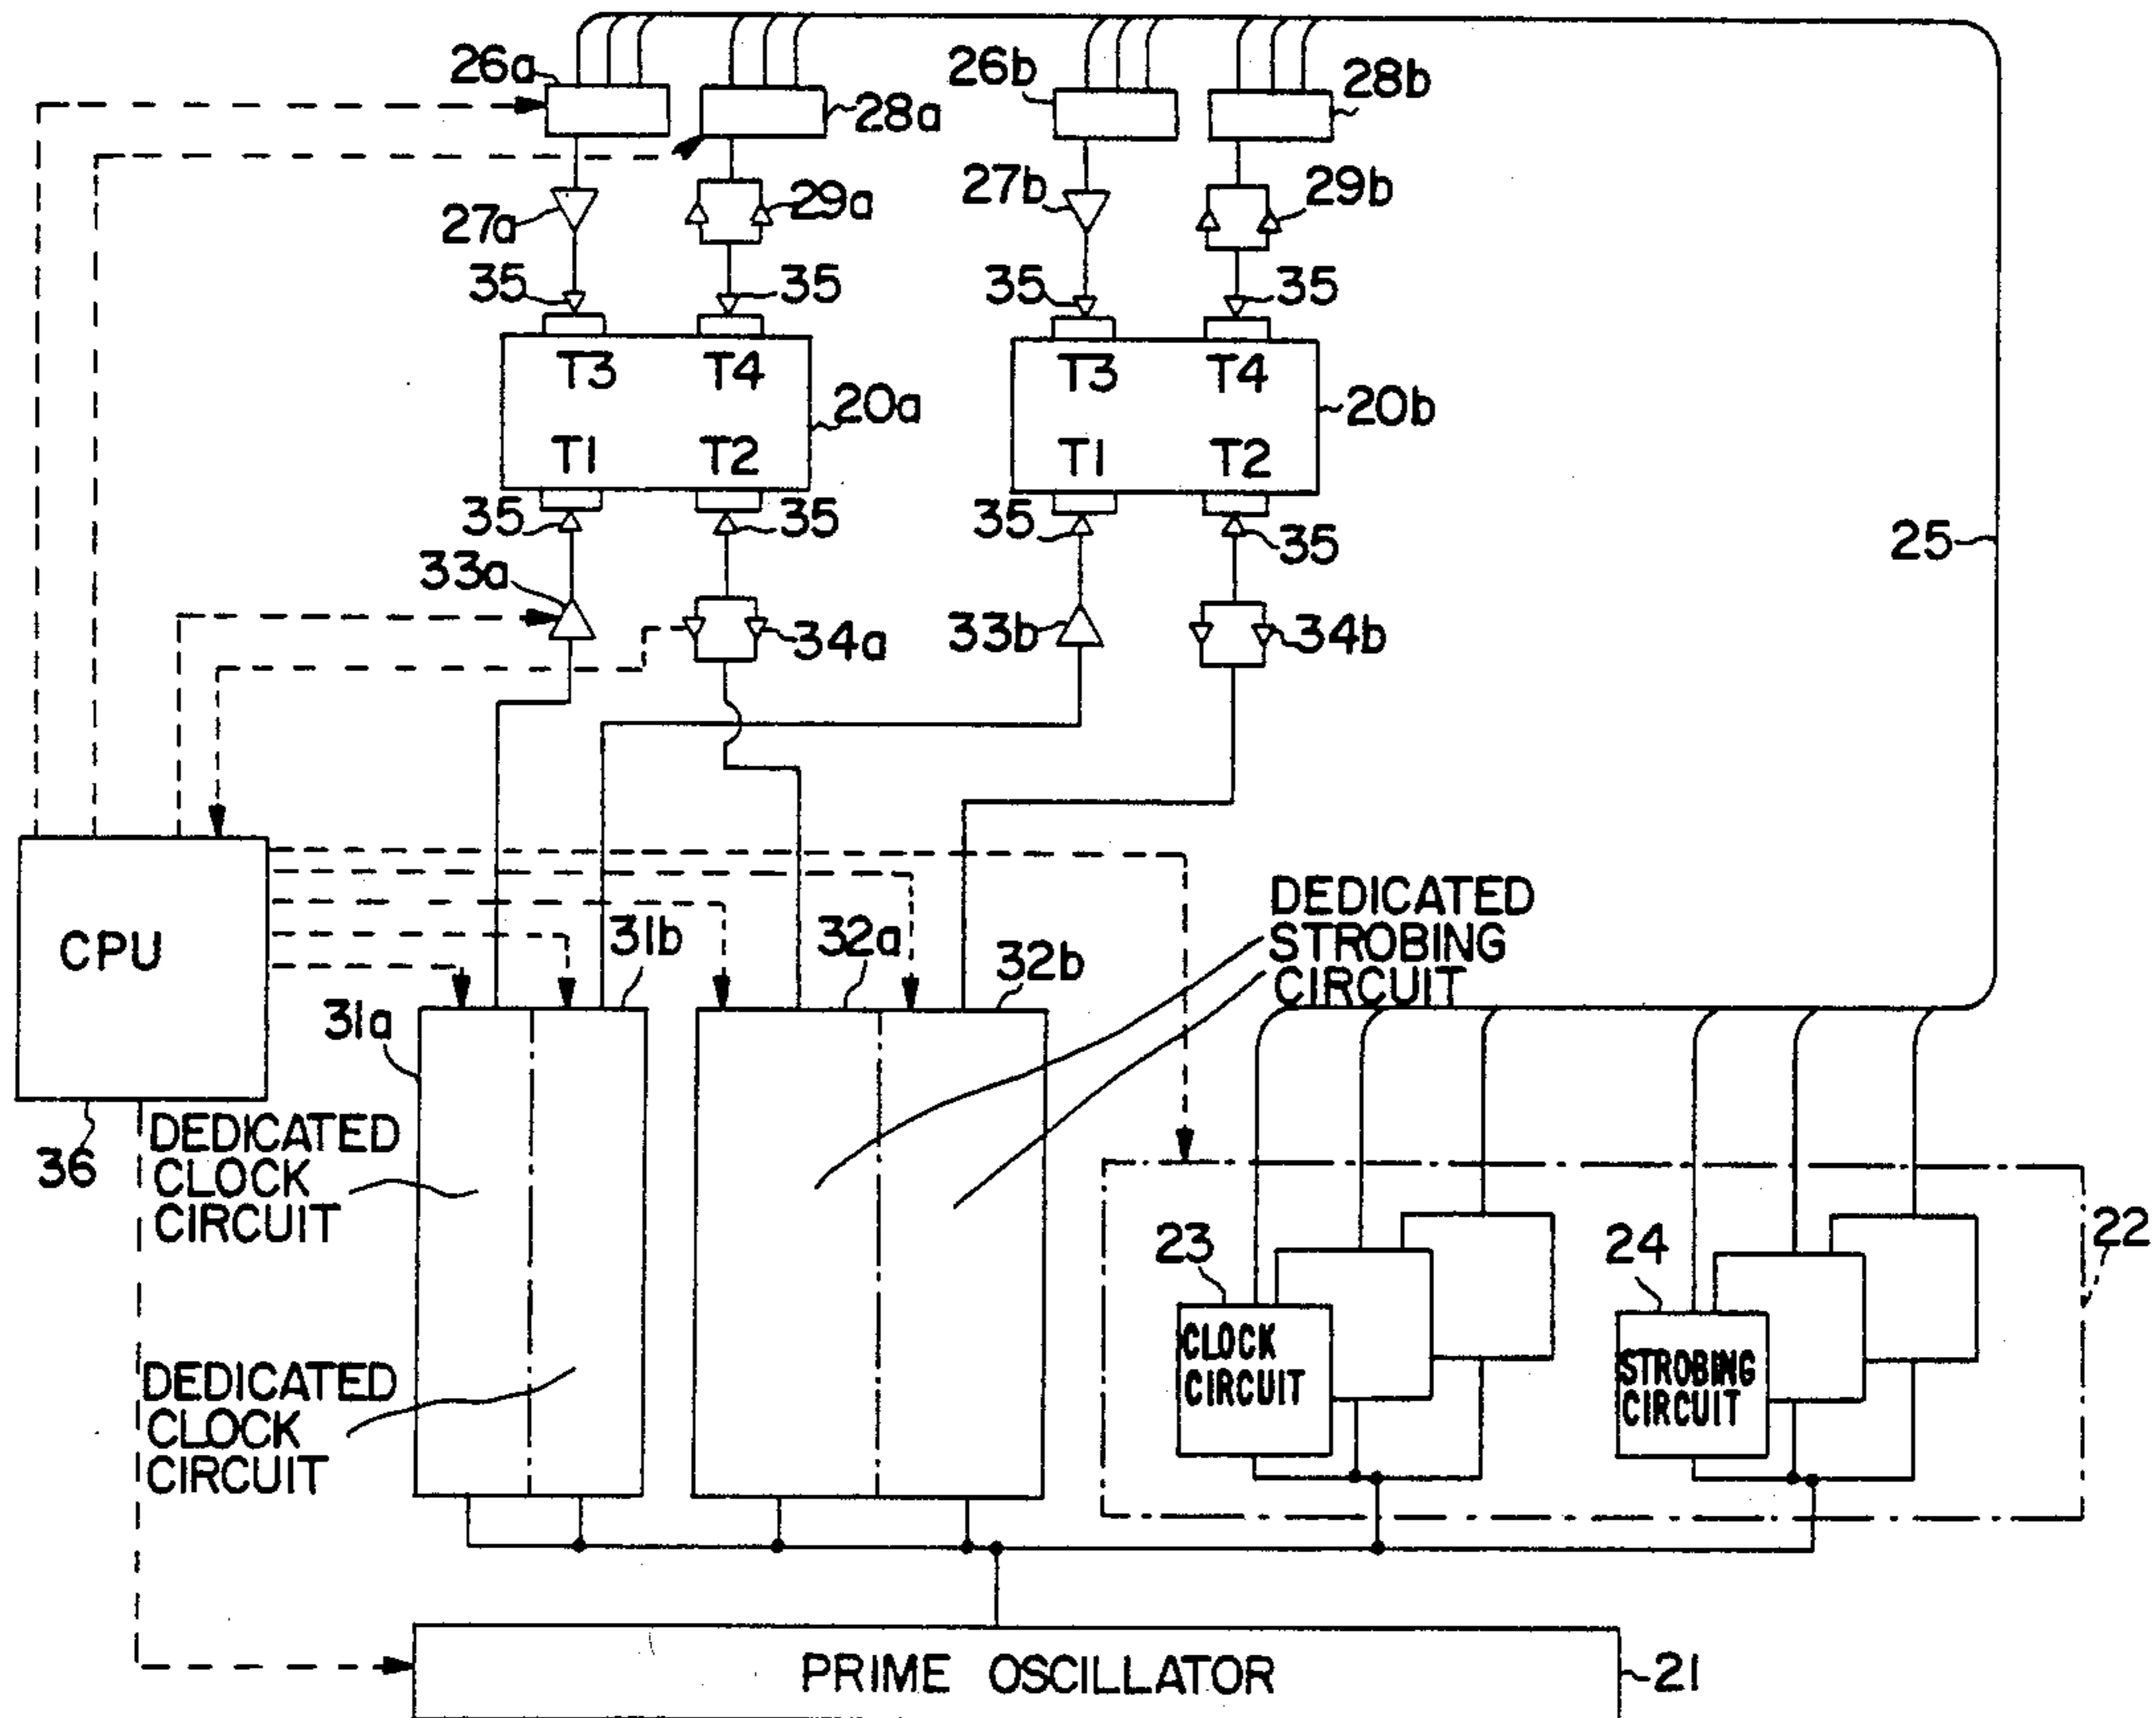 26a
28a
26b
28b
27a
29a
27b
29b
35
35
35
35
T3 T4
T1 T2
20a
T3 T4
T1 T2
20b
35
35
35
35
25
33a
34a
33b
34b
CPU
36
31a
31b
32a
32b
DEDICATED
STROBING
CIRCUIT
DEDICATED
CLOCK
CIRCUIT
DEDICATED
CLOCK
CIRCUIT
23
CLOCK
CIRCUIT
24
STROBING
CIRCUIT
22
PRIME OSCILLATOR
21